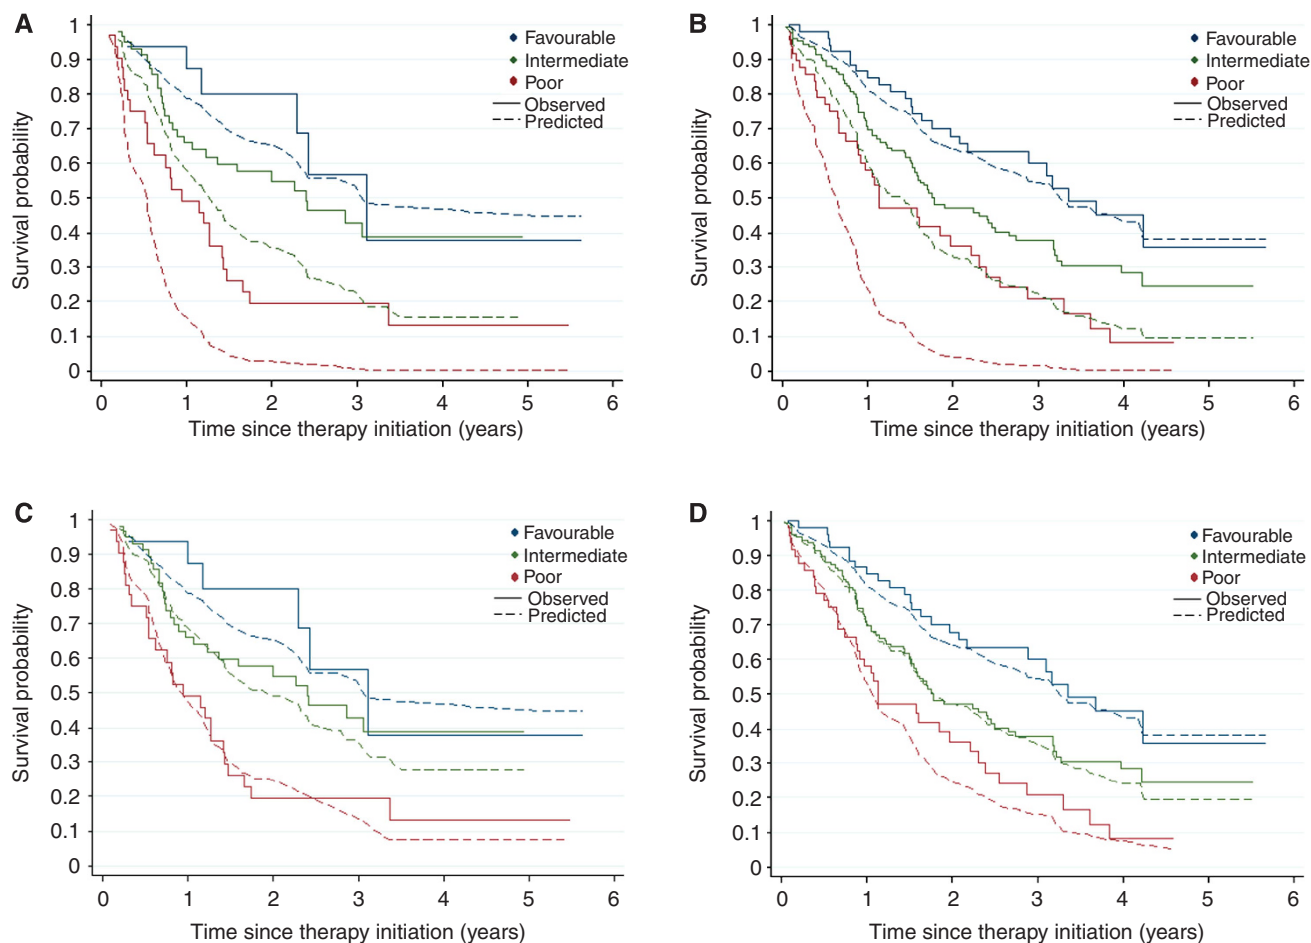 A
1
0.9
0.8
0.7
0.6
0.5
0.4
0.3
0.2
0.1
0
Survival probability
Favourable
Intermediate
Poor
Observed
Predicted
0 1 2 3 4 5 6
Time since therapy initiation (years)
B
1
0.9
0.8
0.7
0.6
0.5
0.4
0.3
0.2
0.1
0
Survival probability
Favourable
Intermediate
Poor
Observed
Predicted
0 1 2 3 4 5 6
Time since therapy initiation (years)
C
1
0.9
0.8
0.7
0.6
0.5
0.4
0.3
0.2
0.1
0
Survival probability
Favourable
Intermediate
Poor
Observed
Predicted
0 1 2 3 4 5 6
Time since therapy initiation (years)
D
1
0.9
0.8
0.7
0.6
0.5
0.4
0.3
0.2
0.1
0
Survival probability
Favourable
Intermediate
Poor
Observed
Predicted
0 1 2 3 4 5 6
Time since therapy initiation (years)